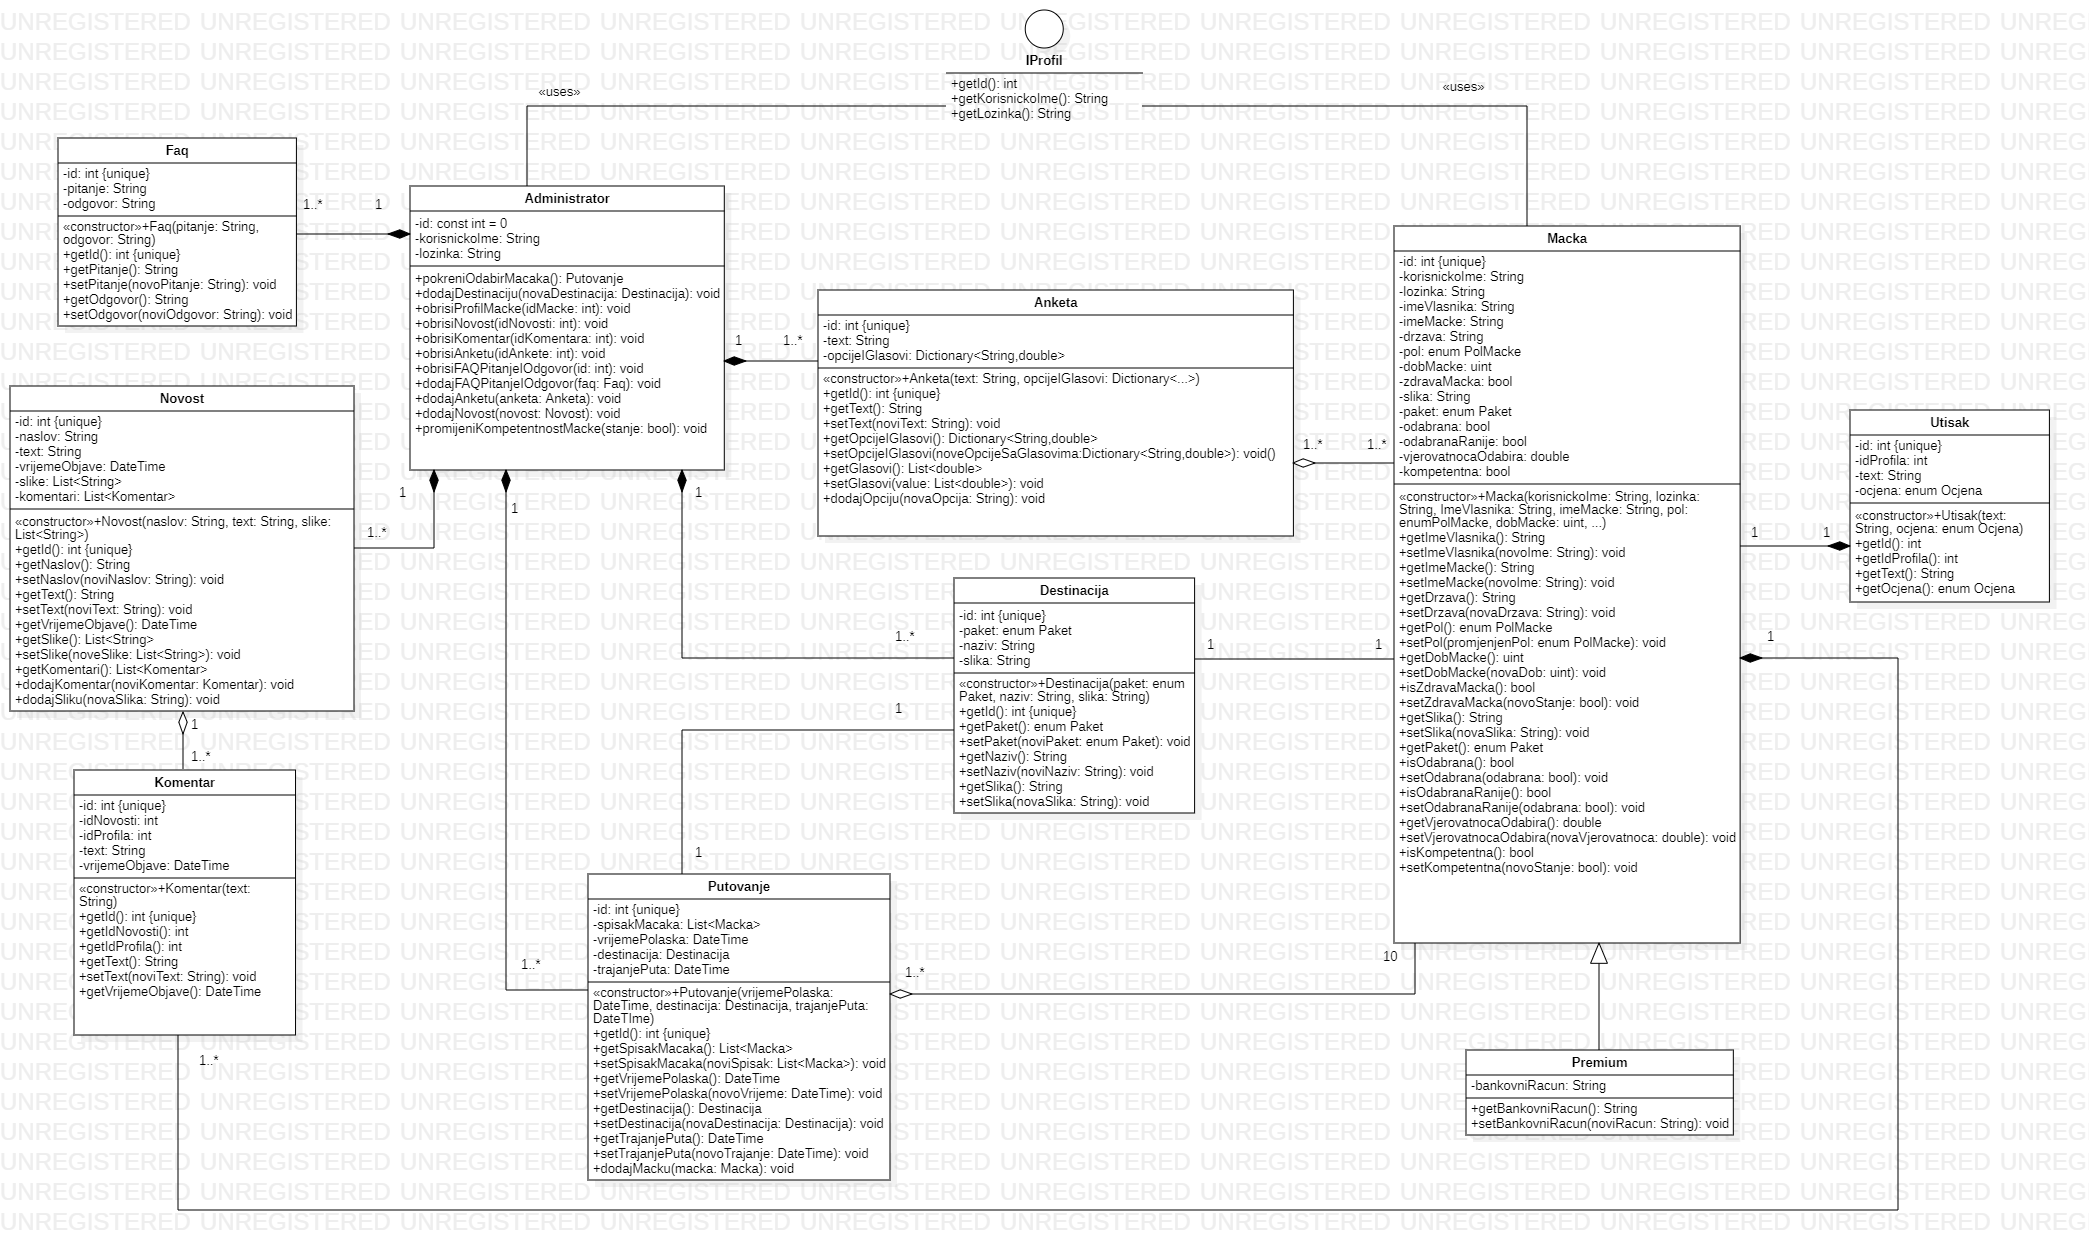 IProfil
+getId(): int
+getKorisnickoIme(): String
+getLozinka(): String
«uses»
«uses»
Faq
-id: int {unique}
-pitanje: String
-odgovor: String
«constructor»+Faq(pitanje: String,
odgovor: String)
+getId(): int {unique}
+getPitanje(): String
+setPitanje(novoPitanje: String): void
+getOdgovor(): String
+setOdgovor(noviOdgovor: String): void
1..*
1
Administrator
-id: const int = 0
-korisnickoIme: String
-lozinka: String
+pokreniOdabirMacaka(): Putovanje
+dodajDestinaciju(novaDestinacija: Destinacija): void
+obrisiProfilMacke(idMacke: int): void
+obrisiNovost(idNovosti: int): void
+obrisiKomentar(idKomentara: int): void
+obrisiAnketu(idAnkete: int): void
+obrisiFAQPitanjeIOdgovor(id: int): void
+dodajFAQPitanjeIOdgovor(faq: Faq): void
+dodajAnketu(anketa: Anketa): void
+dodajNovost(novost: Novost): void
+promijeniKompetentnostMacke(stanje: bool): void
1
1..*
Anketa
-id: int {unique}
-text: String
-opcijeIGlasovi: Dictionary<String,double>
«constructor»+Anketa(text: String, opcijeIGlasovi: Dictionary<...>)
+getId(): int {unique}
+getText(): String
+setText(noviText: String): void
+getOpcijeIGlasovi(): Dictionary<String,double>
+setOpcijeIGlasovi(noveOpcijeSaGlasovima:Dictionary<String,double>): void()
+getGlasovi(): List<double>
+setGlasovi(value: List<double>): void
+dodajOpciju(novaOpcija: String): void
1..*
1..*
Macka
-id: int {unique}
-korisnickoIme: String
-lozinka: String
-imeVlasnika: String
-imeMacke: String
-drzava: String
-pol: enum PolMacke
-dobMacke: uint
-zdravaMacka: bool
-slika: String
-paket: enum Paket
-odabrana: bool
-odabranaRanije: bool
-vjerovatnocaOdabira: double
-kompetentna: bool
«constructor»+Macka(korisnickoIme: String, lozinka:
String, ImeVlasnika: String, imeMacke: String, pol:
enumPolMacke, dobMacke: uint, ...)
+getImeVlasnika(): String
+setImeVlasnika(novoIme: String): void
+getImeMacke(): String
+setImeMacke(novoIme: String): void
+getDrzava(): String
+setDrzava(novaDrzava: String): void
+getPol(): enum PolMacke
+setPol(promjenjenPol: enum PolMacke): void
+getDobMacke(): uint
+setDobMacke(novaDob: uint): void
+isZdravaMacka(): bool
+setZdravaMacka(novoStanje: bool): void
+getSlika(): String
+setSlika(novaSlika: String): void
+getPaket(): enum Paket
+isOdabrana(): bool
+setOdabrana(odabrana: bool): void
+isOdabranaRanije(): bool
+setOdabranaRanije(odabrana: bool): void
+getVjerovatnocaOdabira(): double
+setVjerovatnocaOdabira(novaVjerovatnoca: double): void
+isKompetentna(): bool
+setKompetentna(novoStanje: bool): void
Utisak
-id: int {unique}
-idProfila: int
-text: String
-ocjena: enum Ocjena
«constructor»+Utisak(text:
String, ocjena: enum Ocjena)
+getId(): int
+getIdProfila(): int
+getText(): String
+getOcjena(): enum Ocjena
1
1
1
Novost
-id: int {unique}
-naslov: String
-text: String
-vrijemeObjave: DateTime
-slike: List<String>
-komentari: List<Komentar>
«constructor»+Novost(naslov: String, text: String, slike:
List<String>)
+getId(): int {unique}
+getNaslov(): String
+setNaslov(noviNaslov: String): void
+getText(): String
+setText(noviText: String): void
+getVrijemeObjave(): DateTime
+getSlike(): List<String>
+setSlike(noveSlike: List<String>): void
+getKomentari(): List<Komentar>
+dodajKomentar(noviKomentar: Komentar): void
+dodajSliku(novaSlika: String): void
1
1..*
1
1
1..*
Destinacija
-id: int {unique}
-paket: enum Paket
-naziv: String
-slika: String
«constructor»+Destinacija(paket: enum
Paket, naziv: String, slika: String)
+getId(): int {unique}
+getPaket(): enum Paket
+setPaket(noviPaket: enum Paket): void
+getNaziv(): String
+setNaziv(noviNaziv: String): void
+getSlika(): String
+setSlika(novaSlika: String): void
1
1
1
1
1
1..*
Komentar
-id: int {unique}
-idNovosti: int
-idProfila: int
-text: String
-vrijemeObjave: DateTime
«constructor»+Komentar(text:
String)
+getId(): int {unique}
+getIdNovosti(): int
+getIdProfila(): int
+getText(): String
+setText(noviText: String): void
+getVrijemeObjave(): DateTime
1..*
1..*
Putovanje
-id: int {unique}
-spisakMacaka: List<Macka>
-vrijemePolaska: DateTime
-destinacija: Destinacija
-trajanjePuta: DateTime
«constructor»+Putovanje(vrijemePolaska:
DateTime, destinacija: Destinacija, trajanjePuta:
DateTIme)
+getId(): int {unique}
+getSpisakMacaka(): List<Macka>
+setSpisakMacaka(noviSpisak: List<Macka>): void
+getVrijemePolaska(): DateTime
+setVrijemePolaska(novoVrijeme: DateTime): void
+getDestinacija(): Destinacija
+setDestinacija(novaDestinacija: Destinacija): void
+getTrajanjePuta(): DateTime
+setTrajanjePuta(novoTrajanje: DateTime): void
+dodajMacku(macka: Macka): void
1..*
10
Premium
-bankovniRacun: String
+getBankovniRacun(): String
+setBankovniRacun(noviRacun: String): void
UNREGISTERED